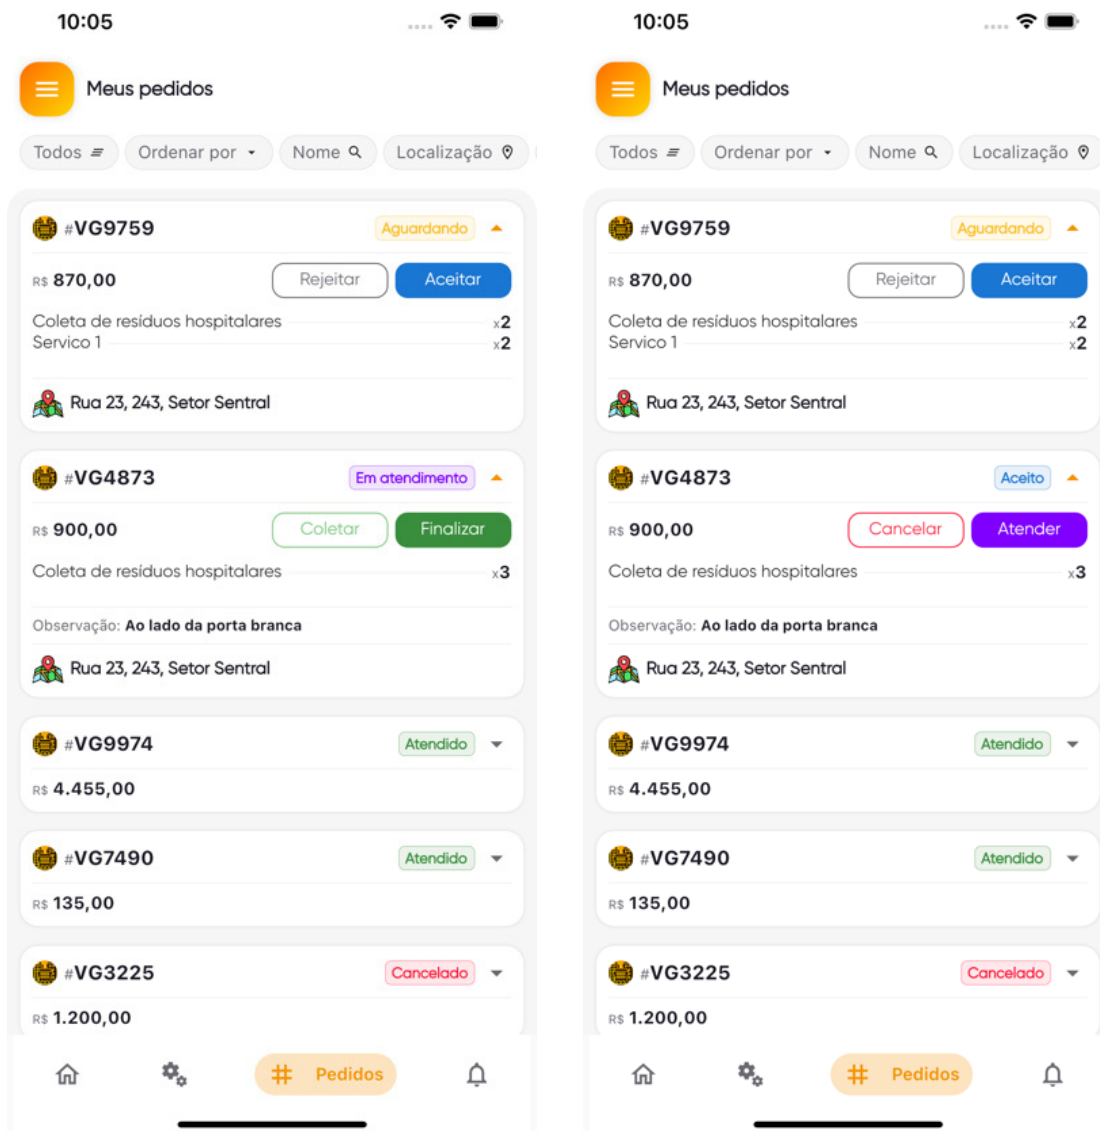 10:05
Meus pedidos
Todos
Ordenar por
Nome
Localização
#VG9759
Aguardando
R$ 870,00
Rejeitar
Aceitar
Coleta de resíduos hospitalares x2
Servico 1 x2
Rua 23, 243, Setor Sentral
#VG4873
Em atendimento
R$ 900,00
Coletar
Finalizar
Coleta de resíduos hospitalares x3
Observação: Ao lado da porta branca
Rua 23, 243, Setor Sentral
#VG9974
Atendido
R$ 4.455,00
#VG7490
Atendido
R$ 135,00
#VG3225
Cancelado
R$ 1.200,00
Pedidos
10:05
Meus pedidos
Todos
Ordenar por
Nome
Localização
#VG9759
Aguardando
R$ 870,00
Rejeitar
Aceitar
Coleta de resíduos hospitalares x2
Servico 1 x2
Rua 23, 243, Setor Sentral
#VG4873
Aceito
R$ 900,00
Cancelar
Atender
Coleta de resíduos hospitalares x3
Observação: Ao lado da porta branca
Rua 23, 243, Setor Sentral
#VG9974
Atendido
R$ 4.455,00
#VG7490
Atendido
R$ 135,00
#VG3225
Cancelado
R$ 1.200,00
Pedidos